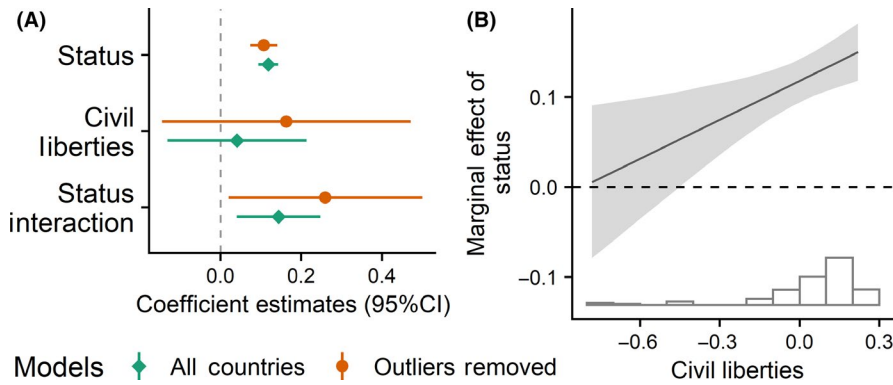 (A)
Status
Civil
liberties
Status
interaction
0.0 0.2 0.4
Coefficient estimates (95%CI)
(B)
Marginal effect of
status
0.1
0.0
−0.1
−0.6 −0.3 0.0 0.3
Civil liberties
Models All countries Outliers removed